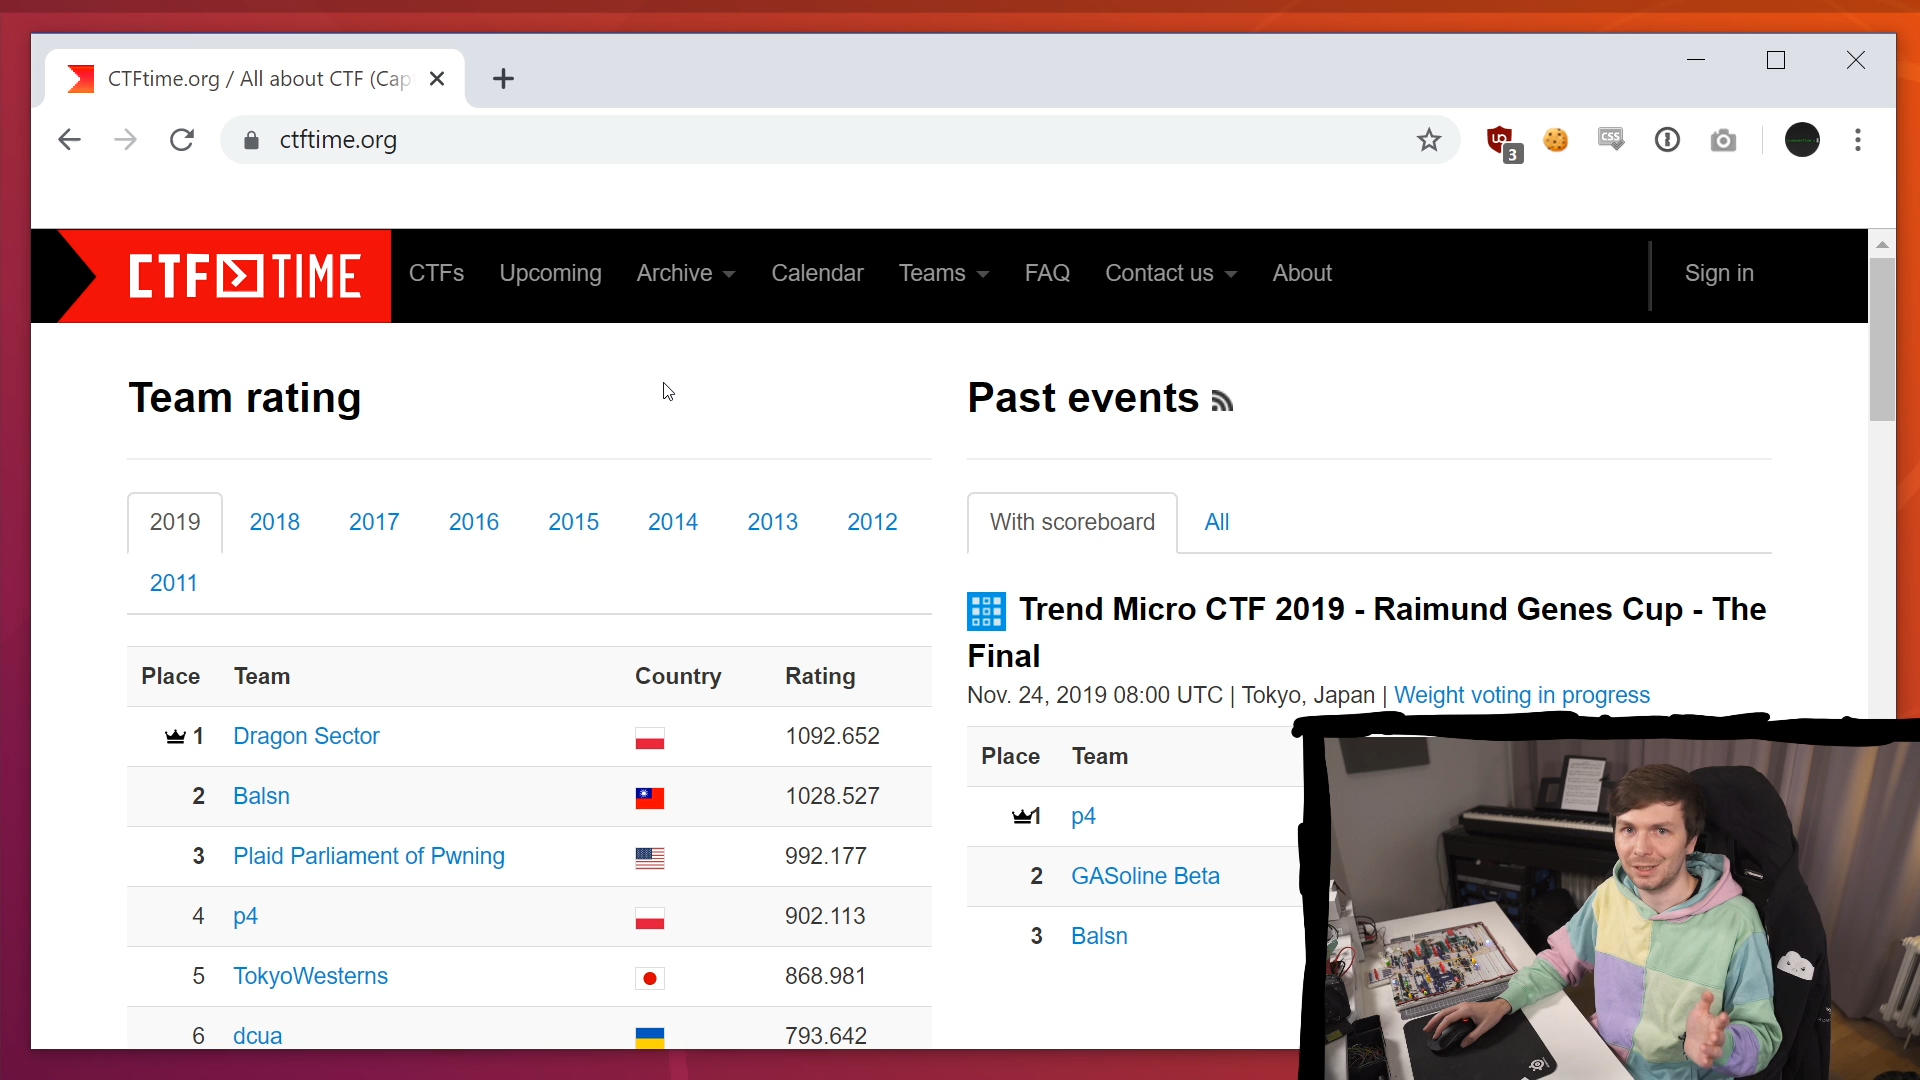 CTFtime.org / All about CTF (Cap
ctftime.org
3
CSS
CTF TIME
CTFs Upcoming Archive Calendar Teams FAQ Contact us About Sign in
Team rating
2019 2018 2017 2016 2015 2014 2013 2012
2011
Place Team Country Rating
1 Dragon Sector 1092.652
2 Balsn 1028.527
3 Plaid Parliament of Pwning 992.177
4 p4 902.113
5 TokyoWesterns 868.981
6 dcua 793.642
Past events
With scoreboard All
Trend Micro CTF 2019 - Raimund Genes Cup - The
Final
Nov. 24, 2019 08:00 UTC | Tokyo, Japan | Weight voting in progress
Place Team
1 p4
2 GASoline Beta
3 Balsn